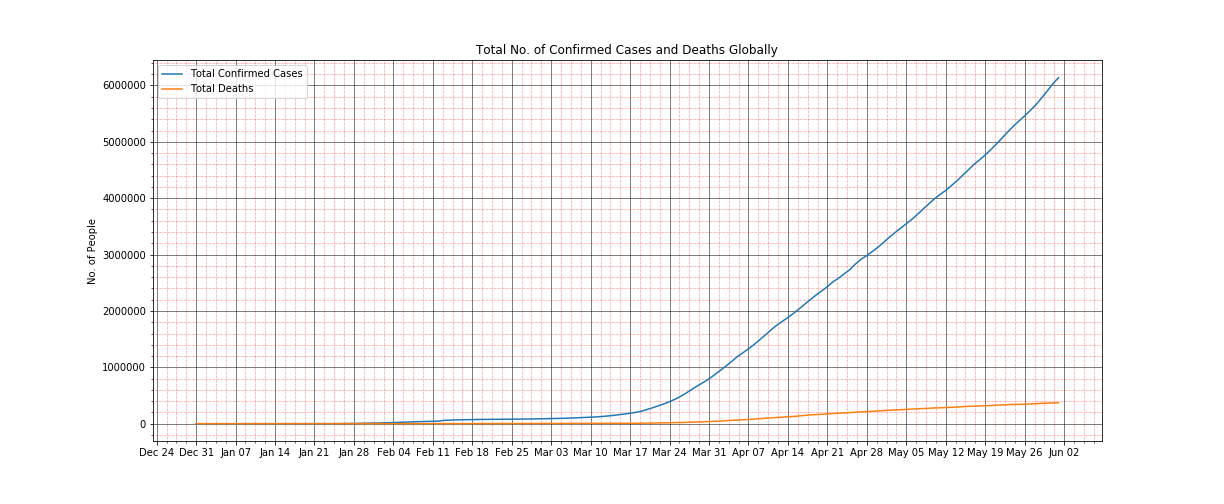 Total No. of Confirmed Cases and Deaths Globally
Total Confirmed Cases
Total Deaths
6000000
5000000
4000000
3000000
2000000
1000000
0
No. of People
Dec 24 Dec 31 Jan 07 Jan 14 Jan 21 Jan 28 Feb 04 Feb 11 Feb 18 Feb 25 Mar 03 Mar 10 Mar 17 Mar 24 Mar 31 Apr 07 Apr 14 Apr 21 Apr 28 May 05 May 12 May 19 May 26 Jun 02